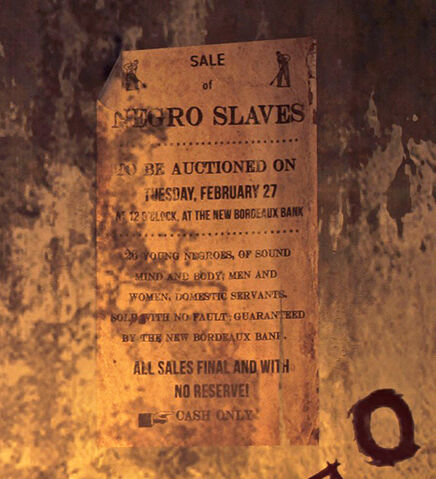 SALE
of
NEGRO SLAVES
TO BE AUCTIONED ON
TUESDAY, FEBRUARY 27
AT 12 O'CLOCK, AT THE NEW BORDEAUX BANK
26 YOUNG NEGROES, OF SOUND
MIND AND BODY; MEN AND
WOMEN, DOMESTIC SERVANTS.
SOLD WITH NO FAULT; GUARANTEED
BY THE NEW BORDEAUX BANK.
ALL SALES FINAL AND WITH
NO RESERVE!
CASH ONLY
O